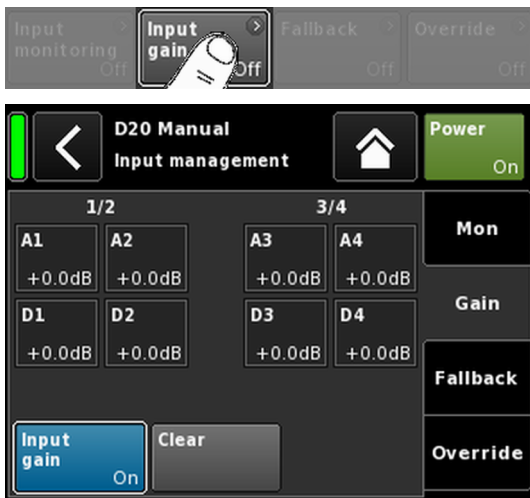 Input monitoring Off
Input gain Off
Fallback Off
Override Off
D20 Manual
Input management
Power On
1/2 3/4
A1 A2 A3 A4
+0.0dB +0.0dB +0.0dB +0.0dB
D1 D2 D3 D4
+0.0dB +0.0dB +0.0dB +0.0dB
Mon
Gain
Fallback
Override
Input gain On
Clear